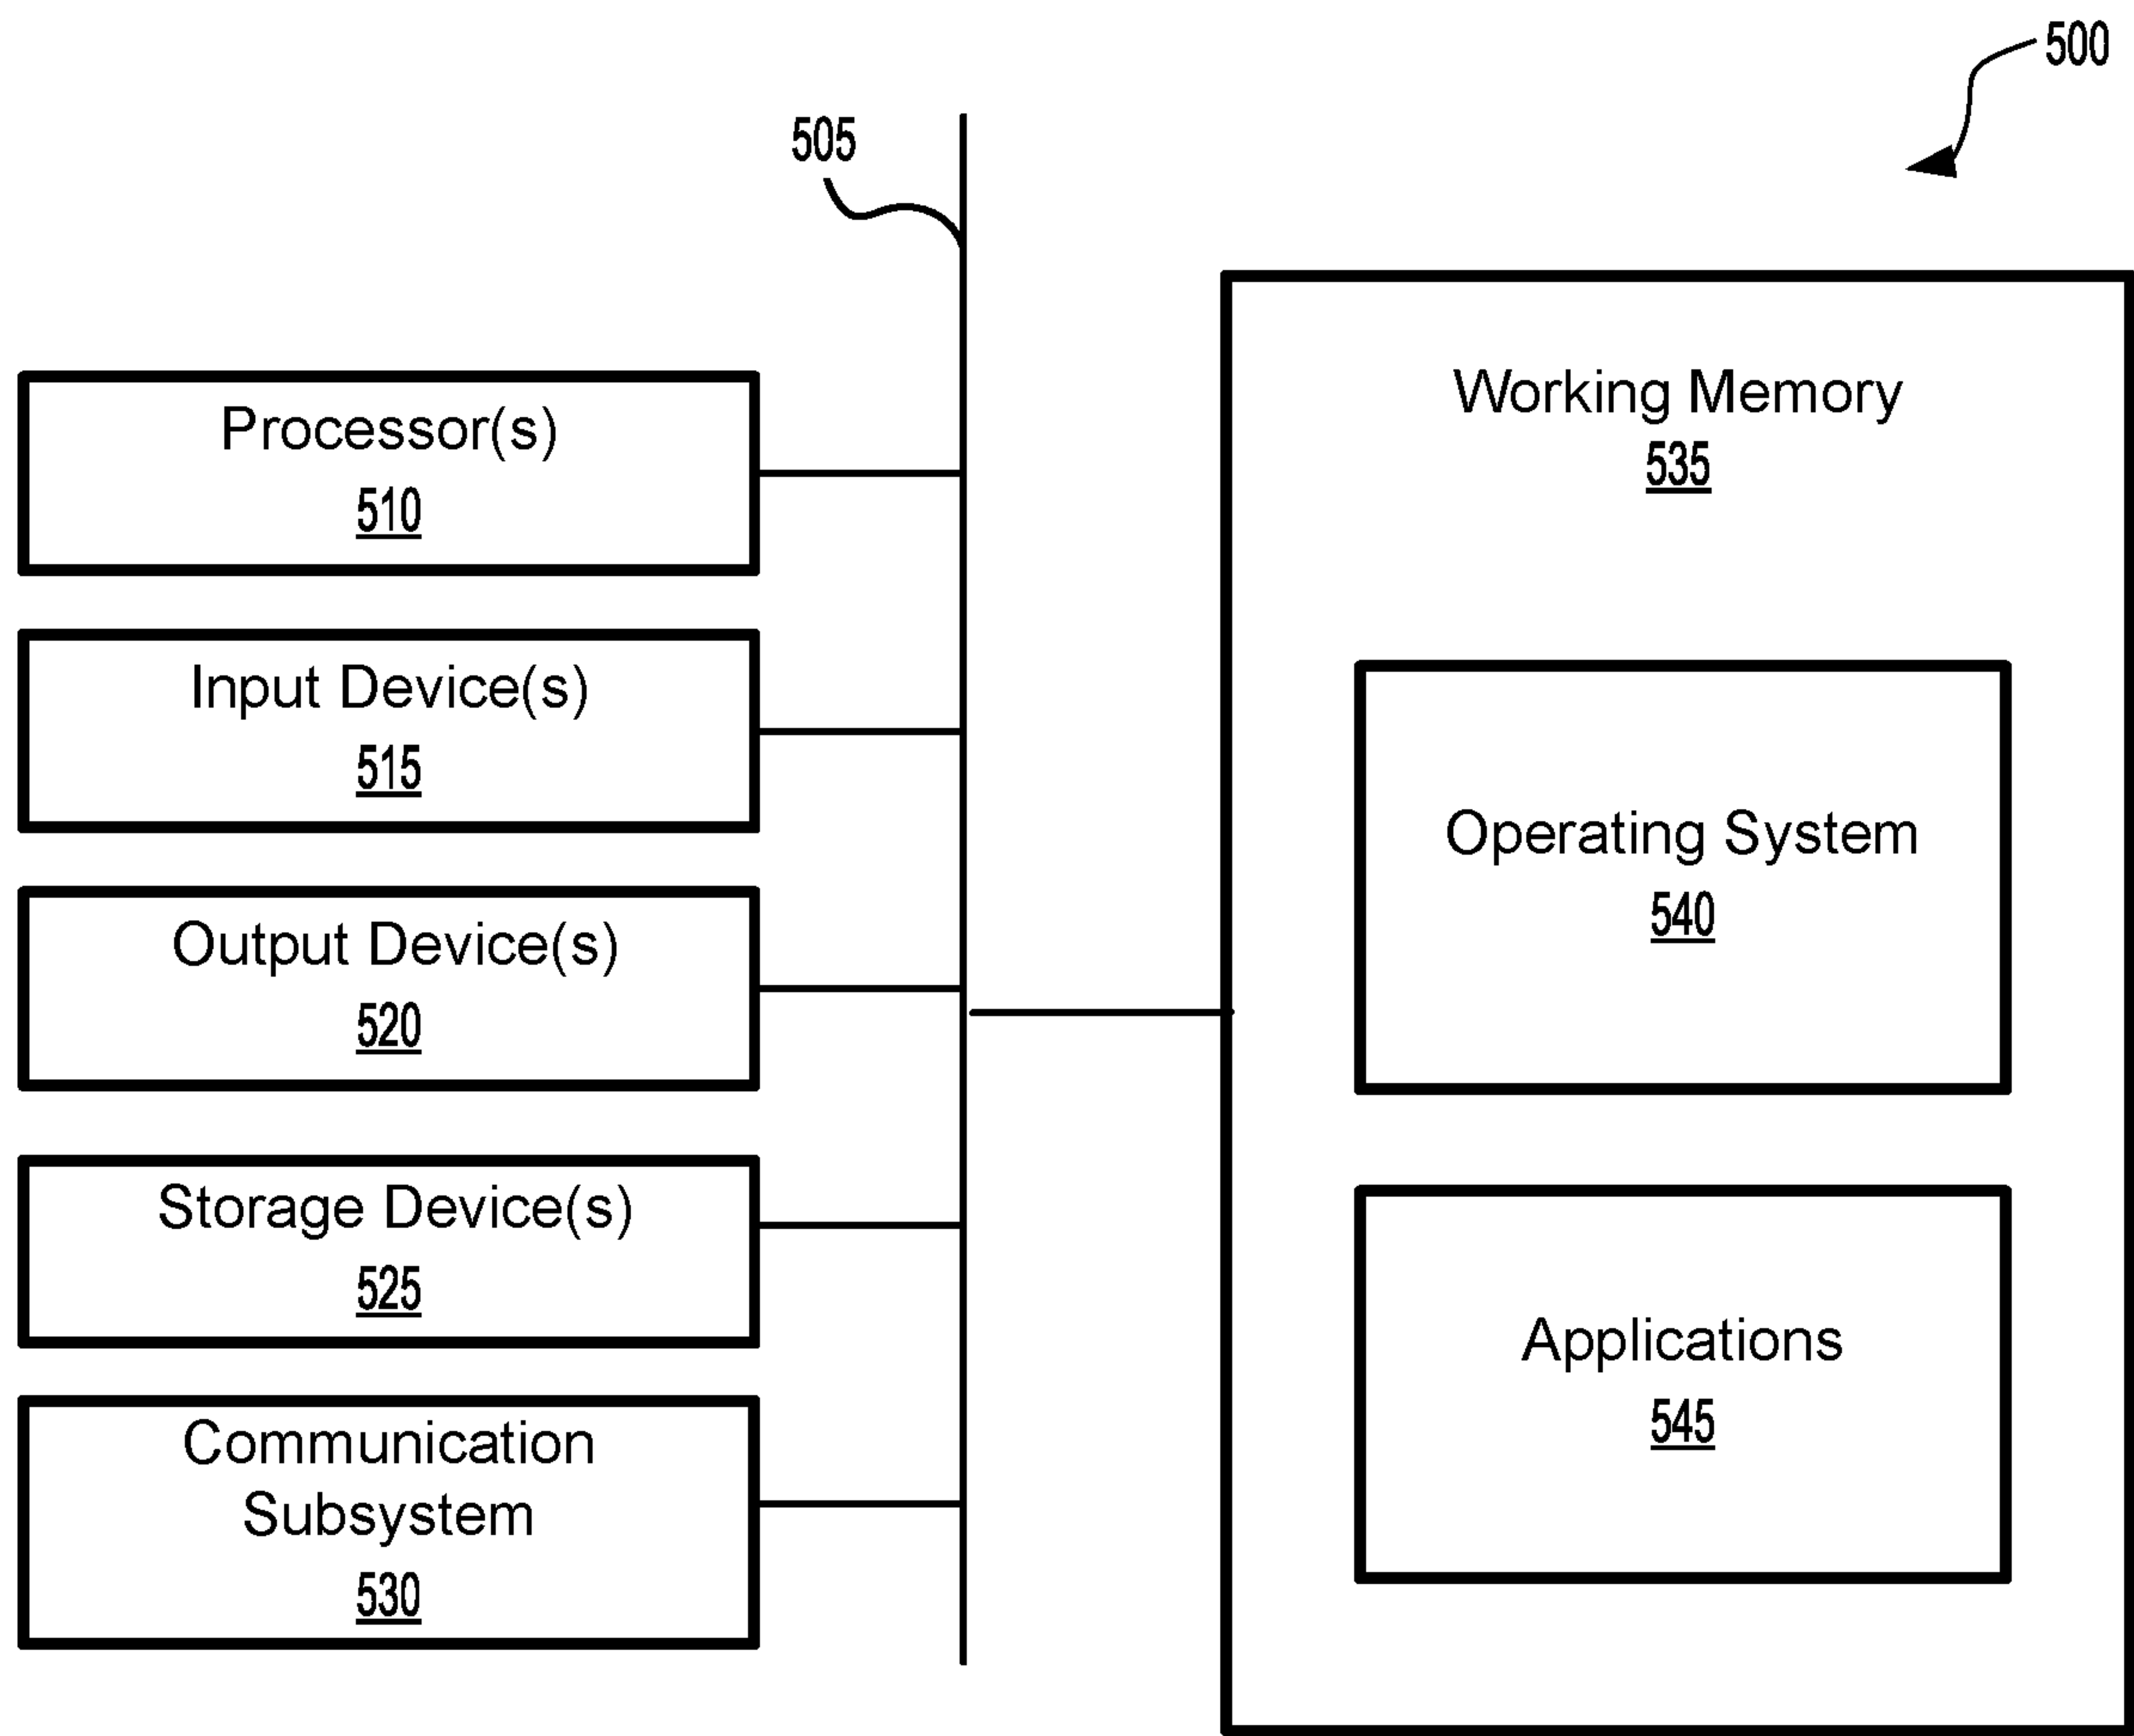 500
505
Processor(s)
510
Input Device(s)
515
Output Device(s)
520
Storage Device(s)
525
Communication
Subsystem
530
Working Memory
535
Operating System
540
Applications
545